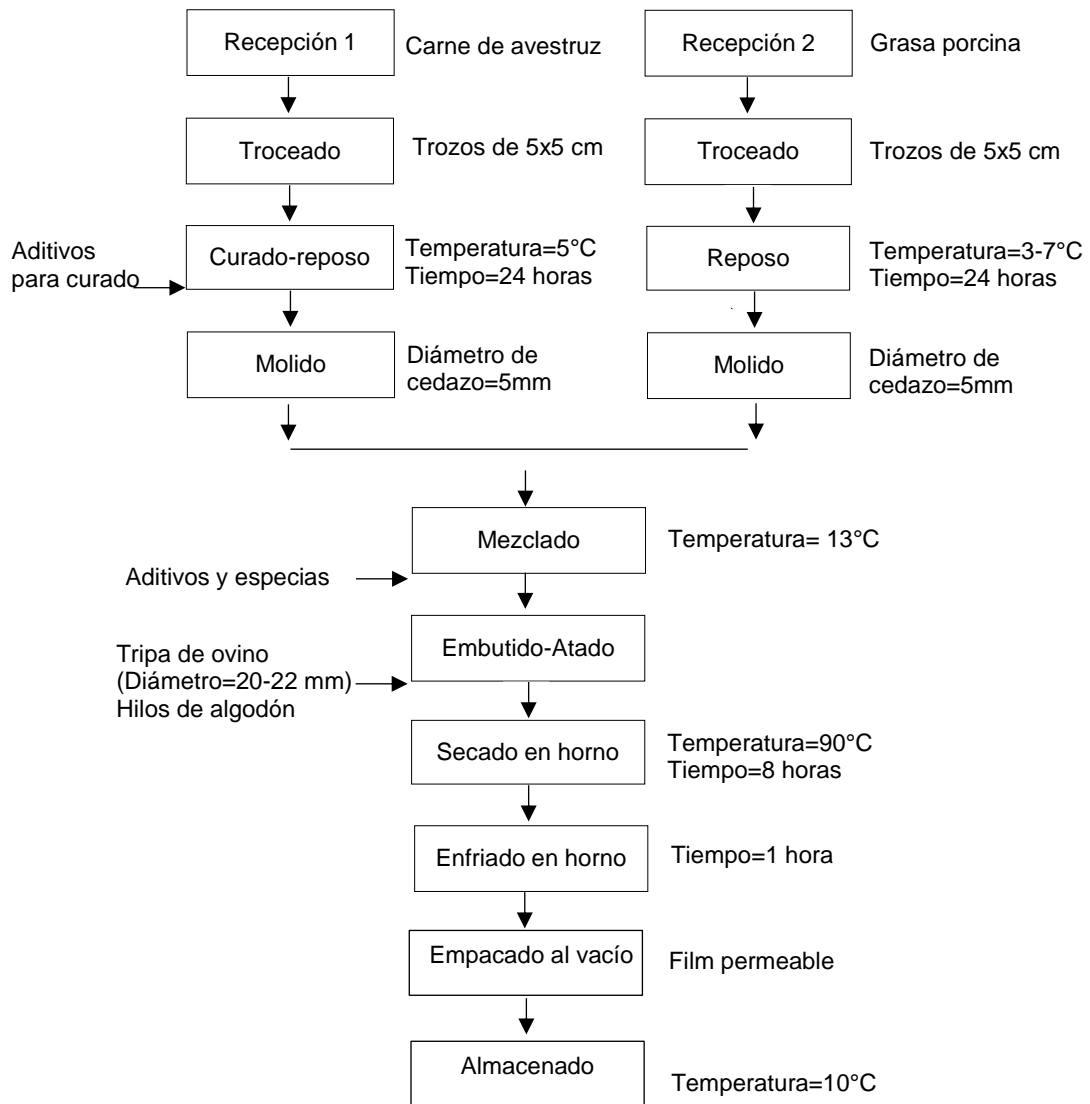 Recepción 1
Carne de avestruz
Recepción 2
Grasa porcina
Troceado
Trozos de 5x5 cm
Troceado
Trozos de 5x5 cm
Aditivos
para curado
Curado-reposo
Temperatura=5°C
Tiempo=24 horas
Reposo
Temperatura=3-7°C
Tiempo=24 horas
Molido
Diámetro de
cedazo=5mm
Molido
Diámetro de
cedazo=5mm
Mezclado
Temperatura= 13°C
Aditivos y especias
Embutido-Atado
Tripa de ovino
(Diámetro=20-22 mm)
Hilos de algodón
Secado en horno
Temperatura=90°C
Tiempo=8 horas
Enfriado en horno
Tiempo=1 hora
Empacado al vacío
Film permeable
Almacenado
Temperatura=10°C